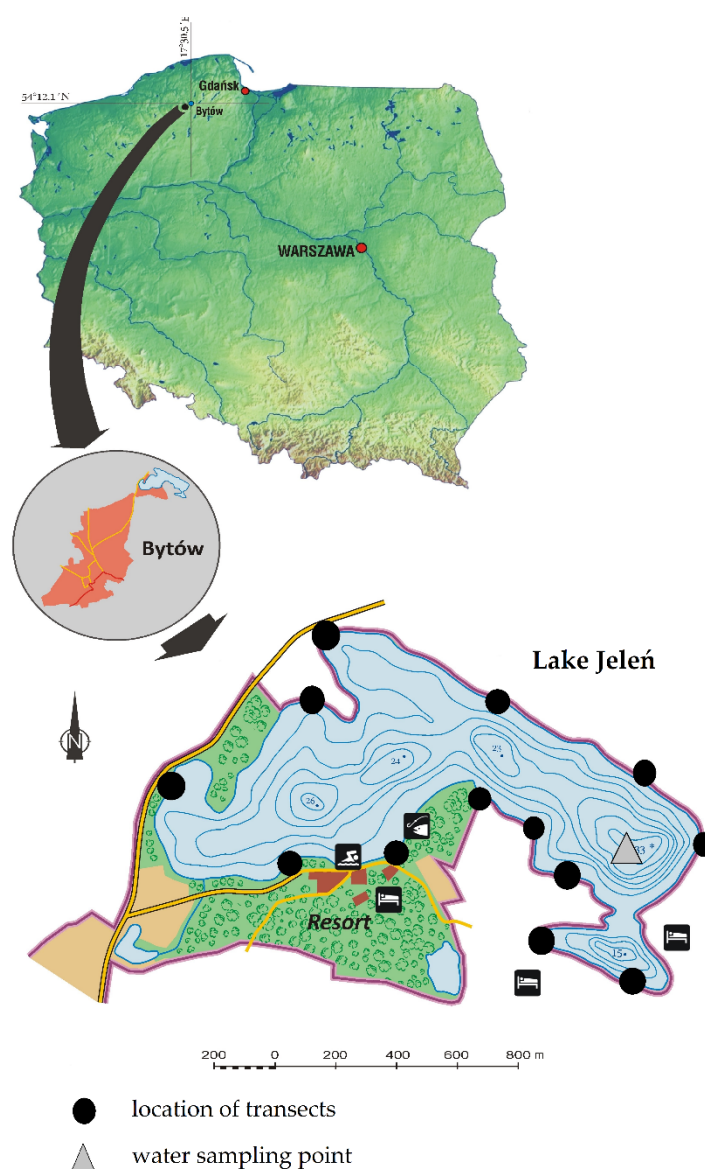 17°30.5'E
54°12.1'N
Gdańsk
Bytów
WARSZAWA
Bytów
Lake Jeleń
N
23
24
26
33
15
Resort
200 0 200 400 600 800 m
location of transects
water sampling point